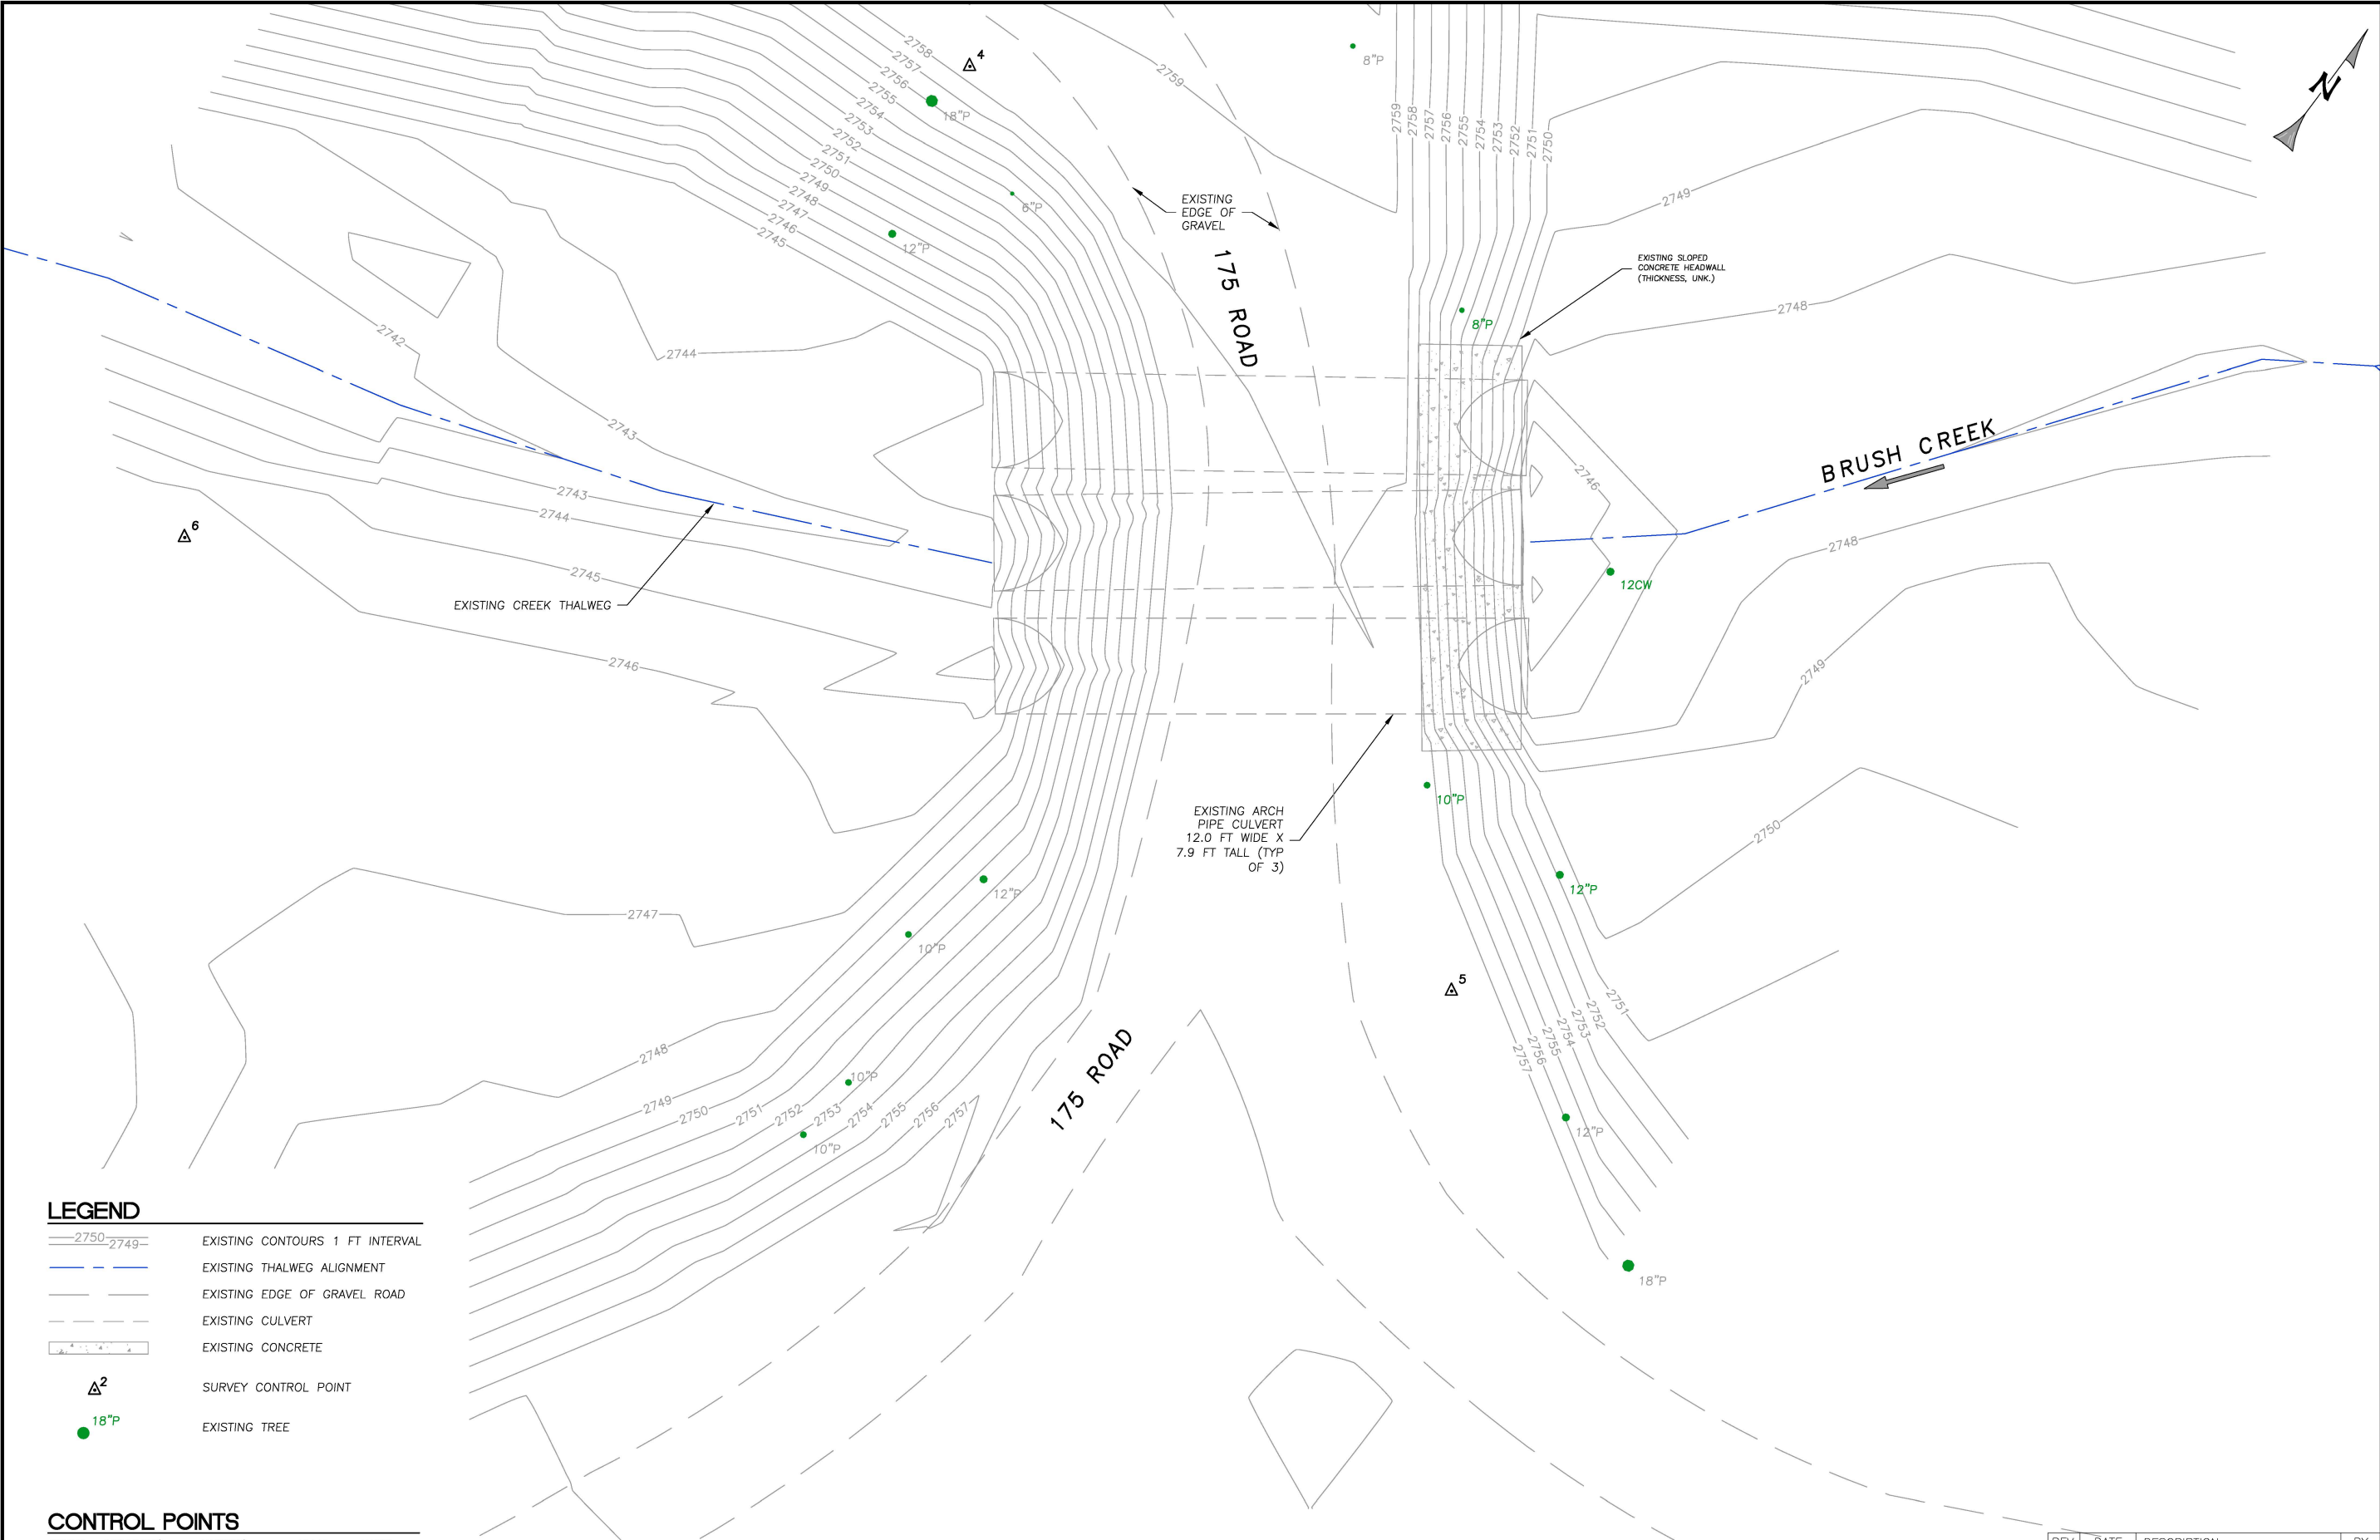 2758
2757
2756
2755
2754
2753
2752
2751
2750
2749
2748
2747
2746
2745
4
18"P
6"P
12"P
2759
8"P
2759
2758
2757
2756
2755
2754
2753
2752
2751
2750
N
EXISTING
EDGE OF
GRAVEL
175 ROAD
2749
EXISTING SLOPED
CONCRETE HEADWALL
(THICKNESS, UNK.)
2748
8"P
2742
2744
2743
BRUSH CREEK
2746
2743
2744
6
2745
EXISTING CREEK THALWEG
2746
2748
12CW
2749
10"P
EXISTING ARCH
PIPE CULVERT
12.0 FT WIDE X
7.9 FT TALL (TYP
OF 3)
2750
12"P
12"P
2747
10"P
5
2751
2752
2753
2754
2755
2756
2757
175 ROAD
2748
10"P
2749
2750
2751
2752
2753
2754
2755
2756
2757
10"P
12"P
18"P
LEGEND
2750
2749
EXISTING CONTOURS 1 FT INTERVAL
EXISTING THALWEG ALIGNMENT
EXISTING EDGE OF GRAVEL ROAD
EXISTING CULVERT
EXISTING CONCRETE
2
SURVEY CONTROL POINT
18"P
EXISTING TREE
CONTROL POINTS
REV DATE DESCRIPTION BY